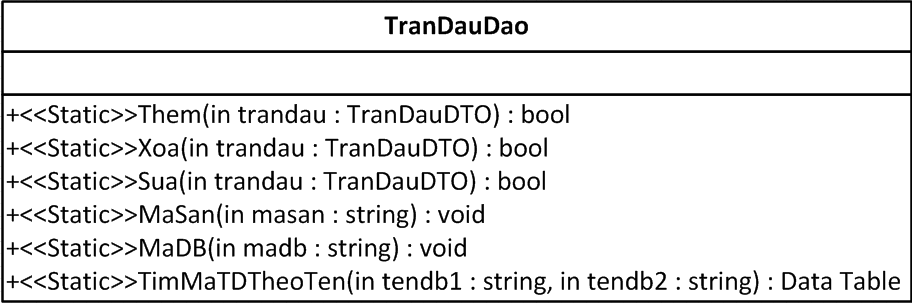 TranDauDao
+<<Static>>Them(in trandau : TranDauDTO) : bool
+<<Static>>Xoa(in trandau : TranDauDTO) : bool
+<<Static>>Sua(in trandau : TranDauDTO) : bool
+<<Static>>MaSan(in masan : string) : void
+<<Static>>MaDB(in madb : string) : void
+<<Static>>TimMaTDTheoTen(in tendb1 : string, in tendb2 : string) : Data Table